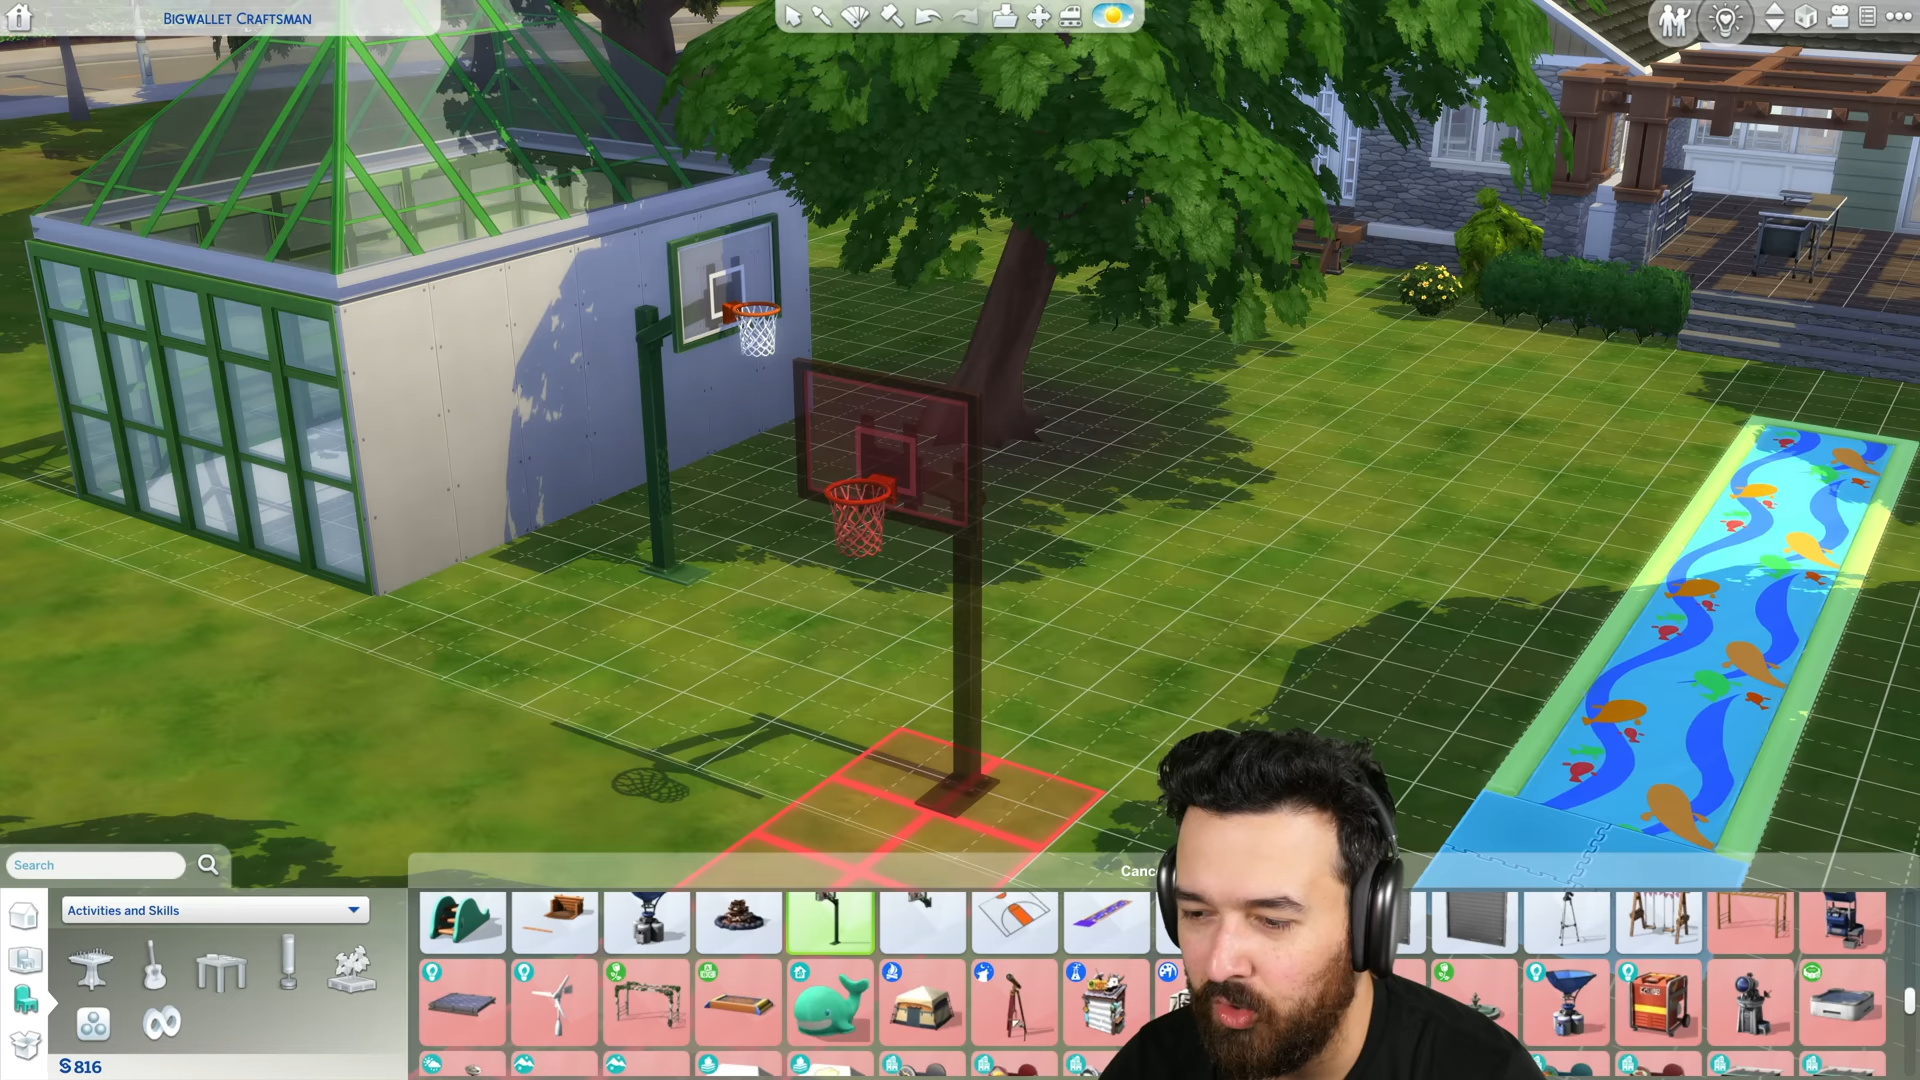 BIGWALLET CRAFTSMAN
Search
Canc
Activities and Skills
§816